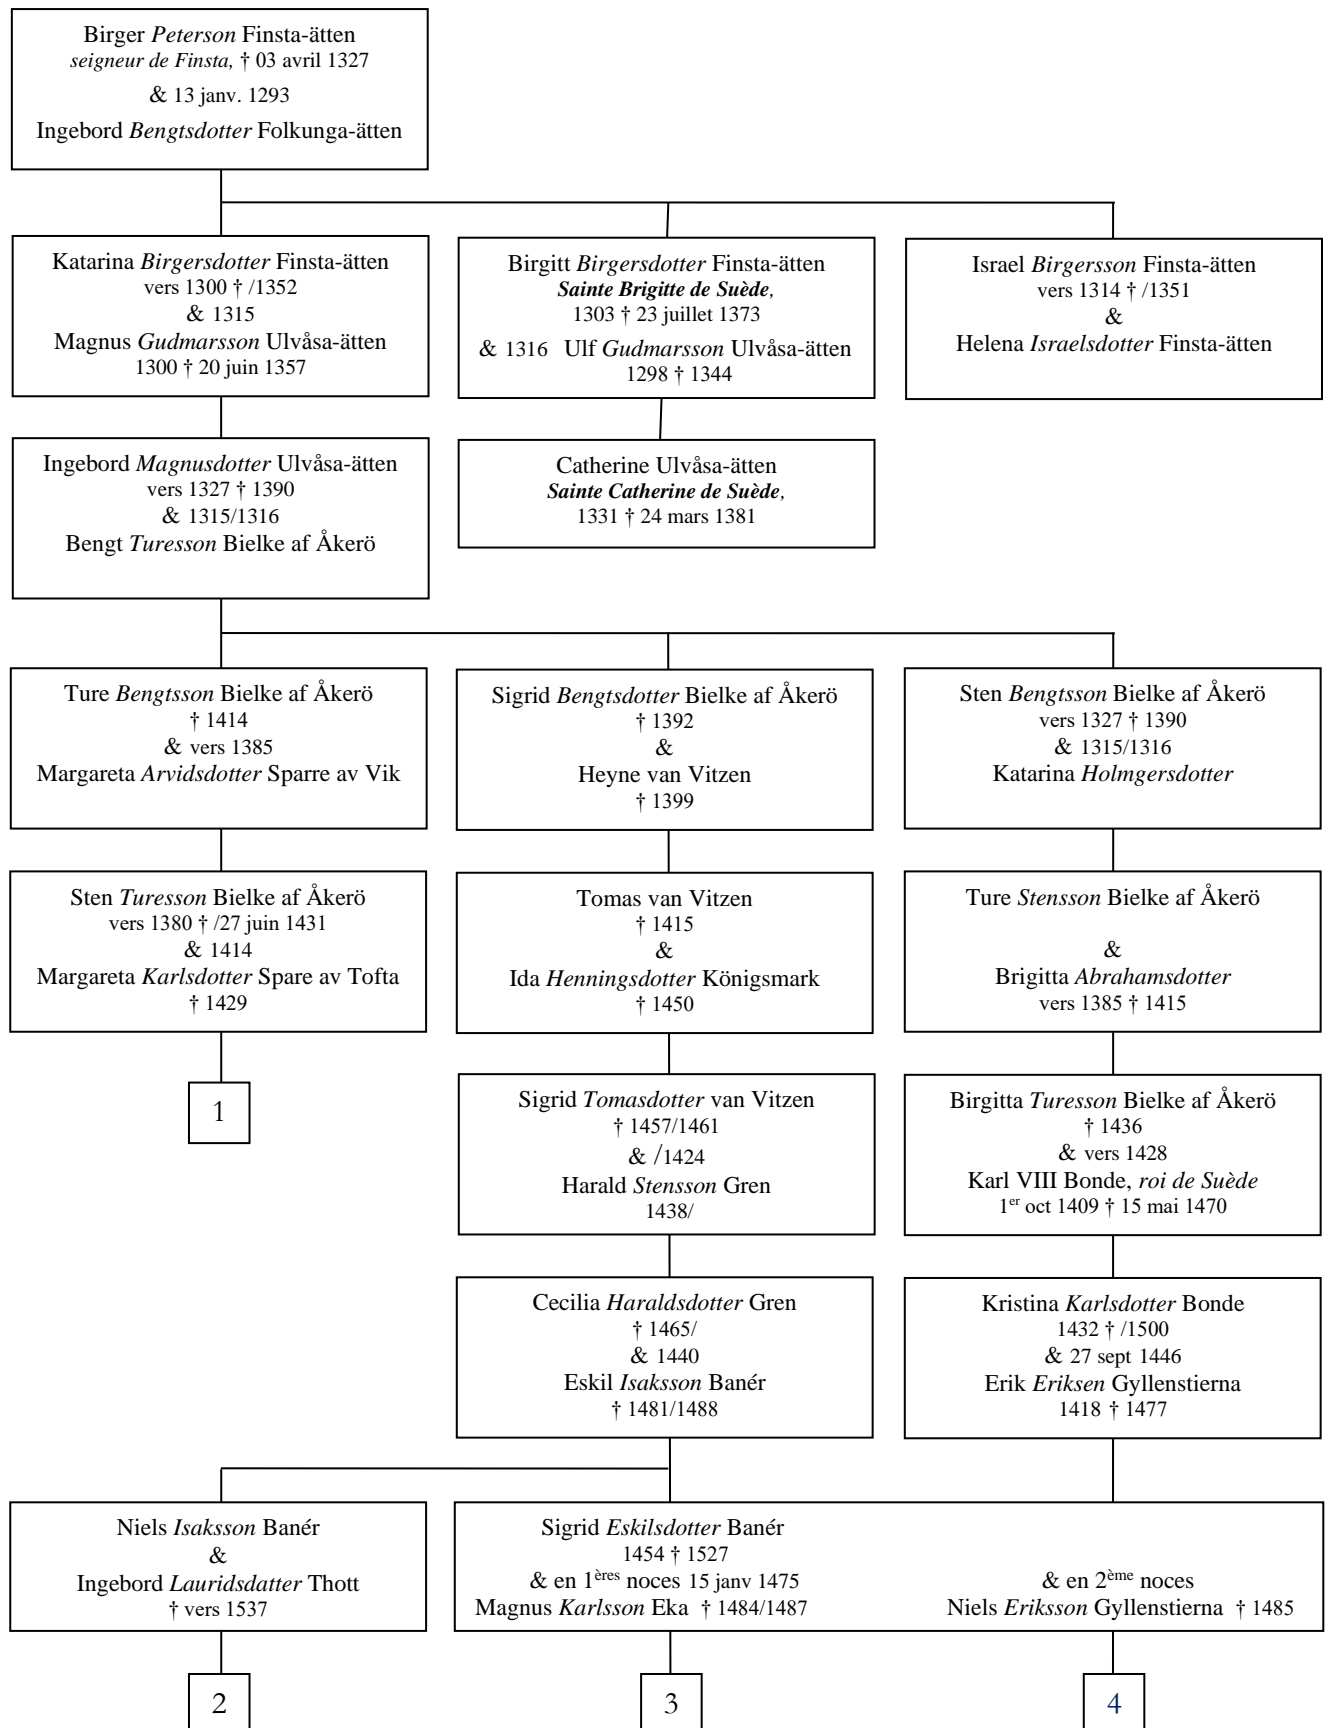 Birger Peterson Finsta-ätten
seigneur de Finsta, † 03 avril 1327
& 13 janv. 1293
Ingebord Bengtsdotter Folkunga-ätten
Katarina Birgersdotter Finsta-ätten
vers 1300 † /1352
& 1315
Magnus Gudmarsson Ulvåsa-ätten
1300 † 20 juin 1357
Birgitt Birgersdotter Finsta-ätten
Sainte Brigitte de Suède,
1303 † 23 juillet 1373
& 1316 Ulf Gudmarsson Ulvåsa-ätten
1298 † 1344
Israel Birgersson Finsta-ätten
vers 1314 † /1351
&
Helena Israelsdotter Finsta-ätten
Ingebord Magnusdotter Ulvåsa-ätten
vers 1327 † 1390
& 1315/1316
Bengt Turesson Bielke af Åkerö
Catherine Ulvåsa-ätten
Sainte Catherine de Suède,
1331 † 24 mars 1381
Ture Bengtsson Bielke af Åkerö
† 1414
& vers 1385
Margareta Arvidsdotter Sparre av Vik
Sigrid Bengtsdotter Bielke af Åkerö
† 1392
&
Heyne van Vitzen
† 1399
Sten Bengtsson Bielke af Åkerö
vers 1327 † 1390
& 1315/1316
Katarina Holmgersdotter
Sten Turesson Bielke af Åkerö
vers 1380 † /27 juin 1431
& 1414
Margareta Karlsdotter Spare av Tofta
† 1429
Tomas van Vitzen
† 1415
&
Ida Henningsdotter Königsmark
† 1450
Ture Stensson Bielke af Åkerö
&
Brigitta Abrahamsdotter
vers 1385 † 1415
1
Sigrid Tomasdotter van Vitzen
† 1457/1461
& /1424
Harald Stensson Gren
1438/
Birgitta Turesson Bielke af Åkerö
† 1436
& vers 1428
Karl VIII Bonde, roi de Suède
1er oct 1409 † 15 mai 1470
Cecilia Haraldsdotter Gren
† 1465/
& 1440
Eskil Isaksson Banér
† 1481/1488
Kristina Karlsdotter Bonde
1432 † /1500
& 27 sept 1446
Erik Eriksen Gyllenstierna
1418 † 1477
Niels Isaksson Banér
&
Ingebord Lauridsdatter Thott
† vers 1537
Sigrid Eskilsdotter Banér
1454 † 1527
& en 1ères noces 15 janv 1475
Magnus Karlsson Eka † 1484/1487
& en 2ème noces
Niels Eriksson Gyllenstierna † 1485
2
3
4